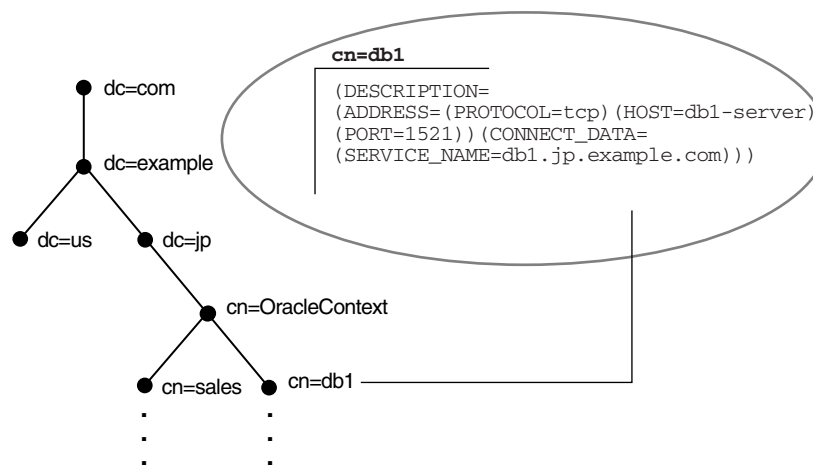 cn=db1
(DESCRIPTION=
(ADDRESS=(PROTOCOL=tcp)(HOST=db1-server)
(PORT=1521))(CONNECT_DATA=
(SERVICE_NAME=db1.jp.example.com)))
dc=com
dc=example
dc=us
dc=jp
cn=OracleContext
cn=sales
cn=db1